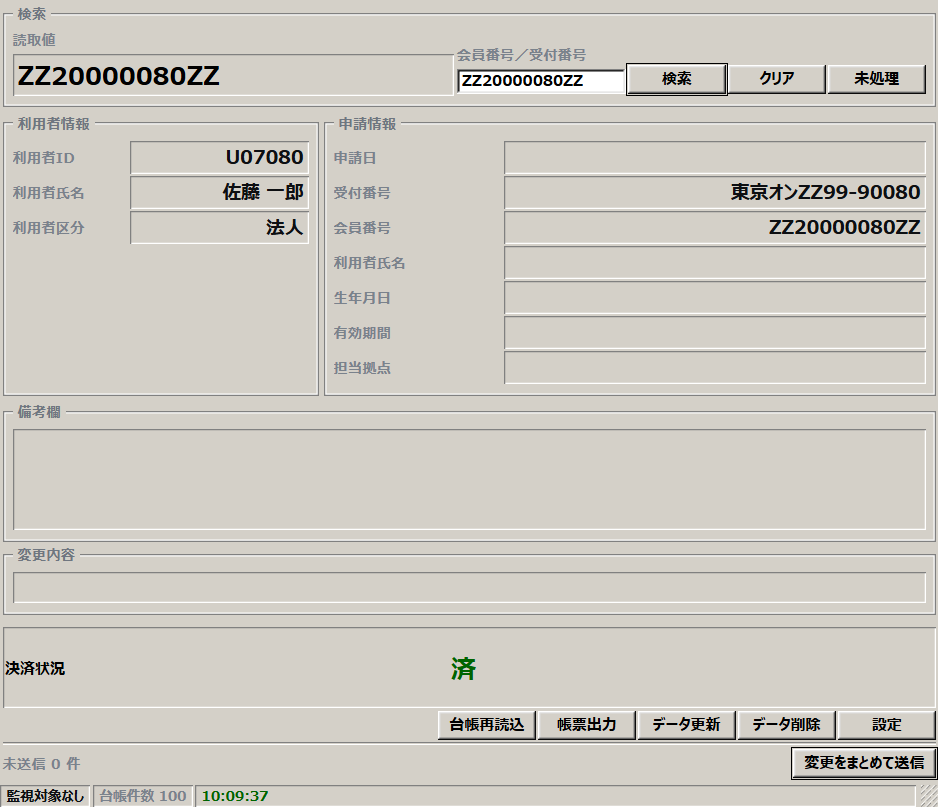 検索
読取値
ZZ20000080ZZ
会員番号／受付番号
ZZ20000080ZZ
検索
クリア
未処理
利用者情報
利用者ID
U07080
利用者氏名
佐藤 一郎
利用者区分
法人
申請情報
申請日
受付番号
東京オンZZ99-90080
会員番号
ZZ20000080ZZ
利用者氏名
生年月日
有効期間
担当拠点
備考欄
変更内容
決済状況
済
台帳再読込
帳票出力
データ更新
データ削除
設定
未送信 0 件
変更をまとめて送信
監視対象なし
台帳件数 100
10:09:37